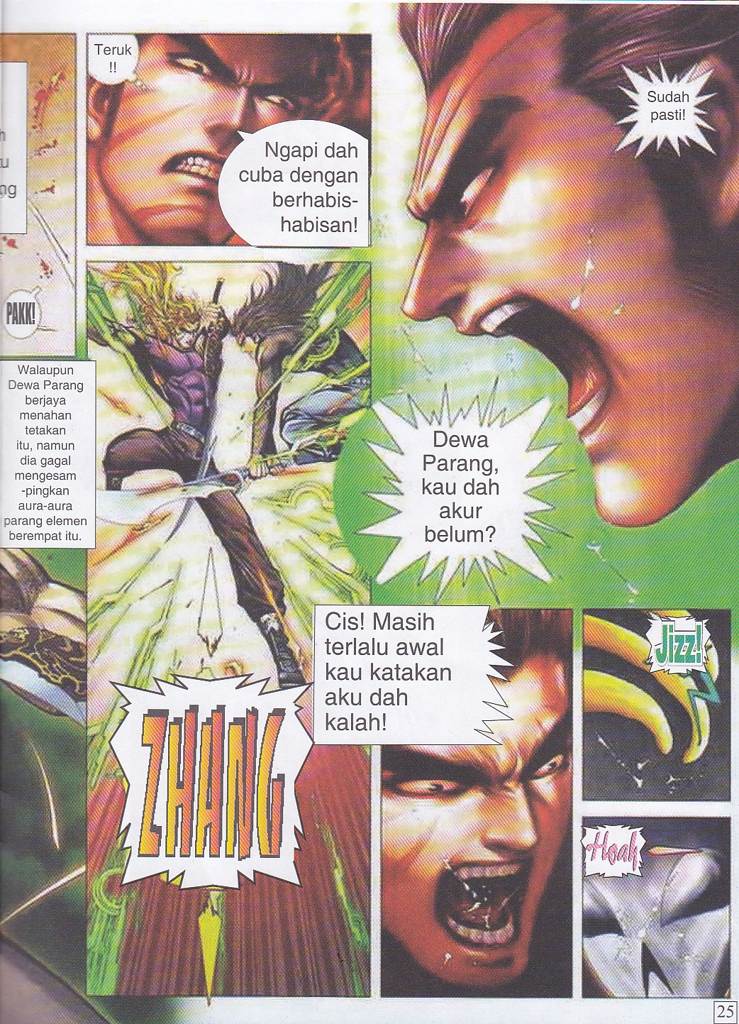 Teruk
!!
Ngapi dah
cuba dengan
berhabis-
habisan!
Sudah
pasti!
PAKK!
Walaupun
Dewa Parang
berjaya
menahan
tetakan
itu, namun
dia gagal
mengesam
-pingkan
aura-aura
parang elemen
berempat itu.
Dewa
Parang,
kau dah
akur
belum?
Cis! Masih
terlalu awal
kau katakan
aku dah
kalah!
ZHANG
Jizz!
Hoah
25